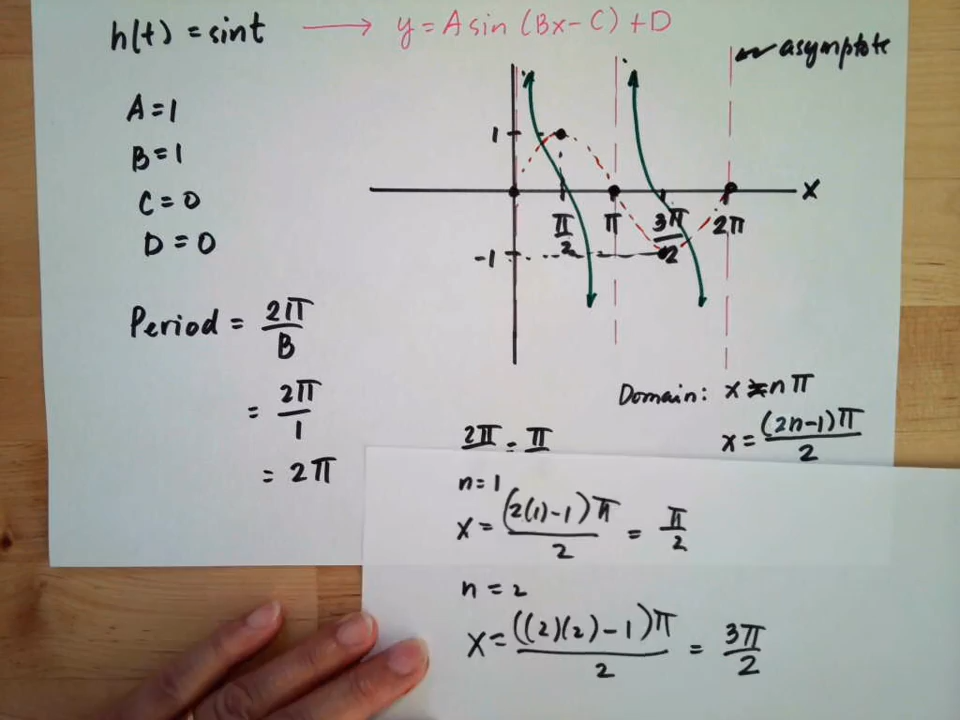 h(t) = sint → y = A sin (Bx - C) + D
asymptote
A = 1
B = 1
C = 0
D = 0
1
-1
π/2 π 3π/2 2π
x
Period = 2π/B
= 2π/1
= 2π
Domain: x ≠ nπ
x = (2n-1)π/2
2π = π
n = 1
x = (2(1)-1)π/2 = π/2
n = 2
x = ((2)(2)-1)π/2 = 3π/2